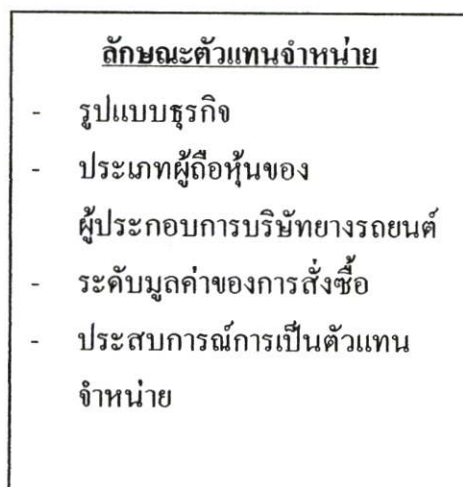 ลักษณะตัวแทนจำหน่าย
- รูปแบบธุรกิจ
- ประเภทผู้ถือหุ้นของ
ผู้ประกอบการบริษัทยางรถยนต์
- ระดับมูลค่าของการสั่งซื้อ
- ประสบการณ์การเป็นตัวแทน
จำหน่าย